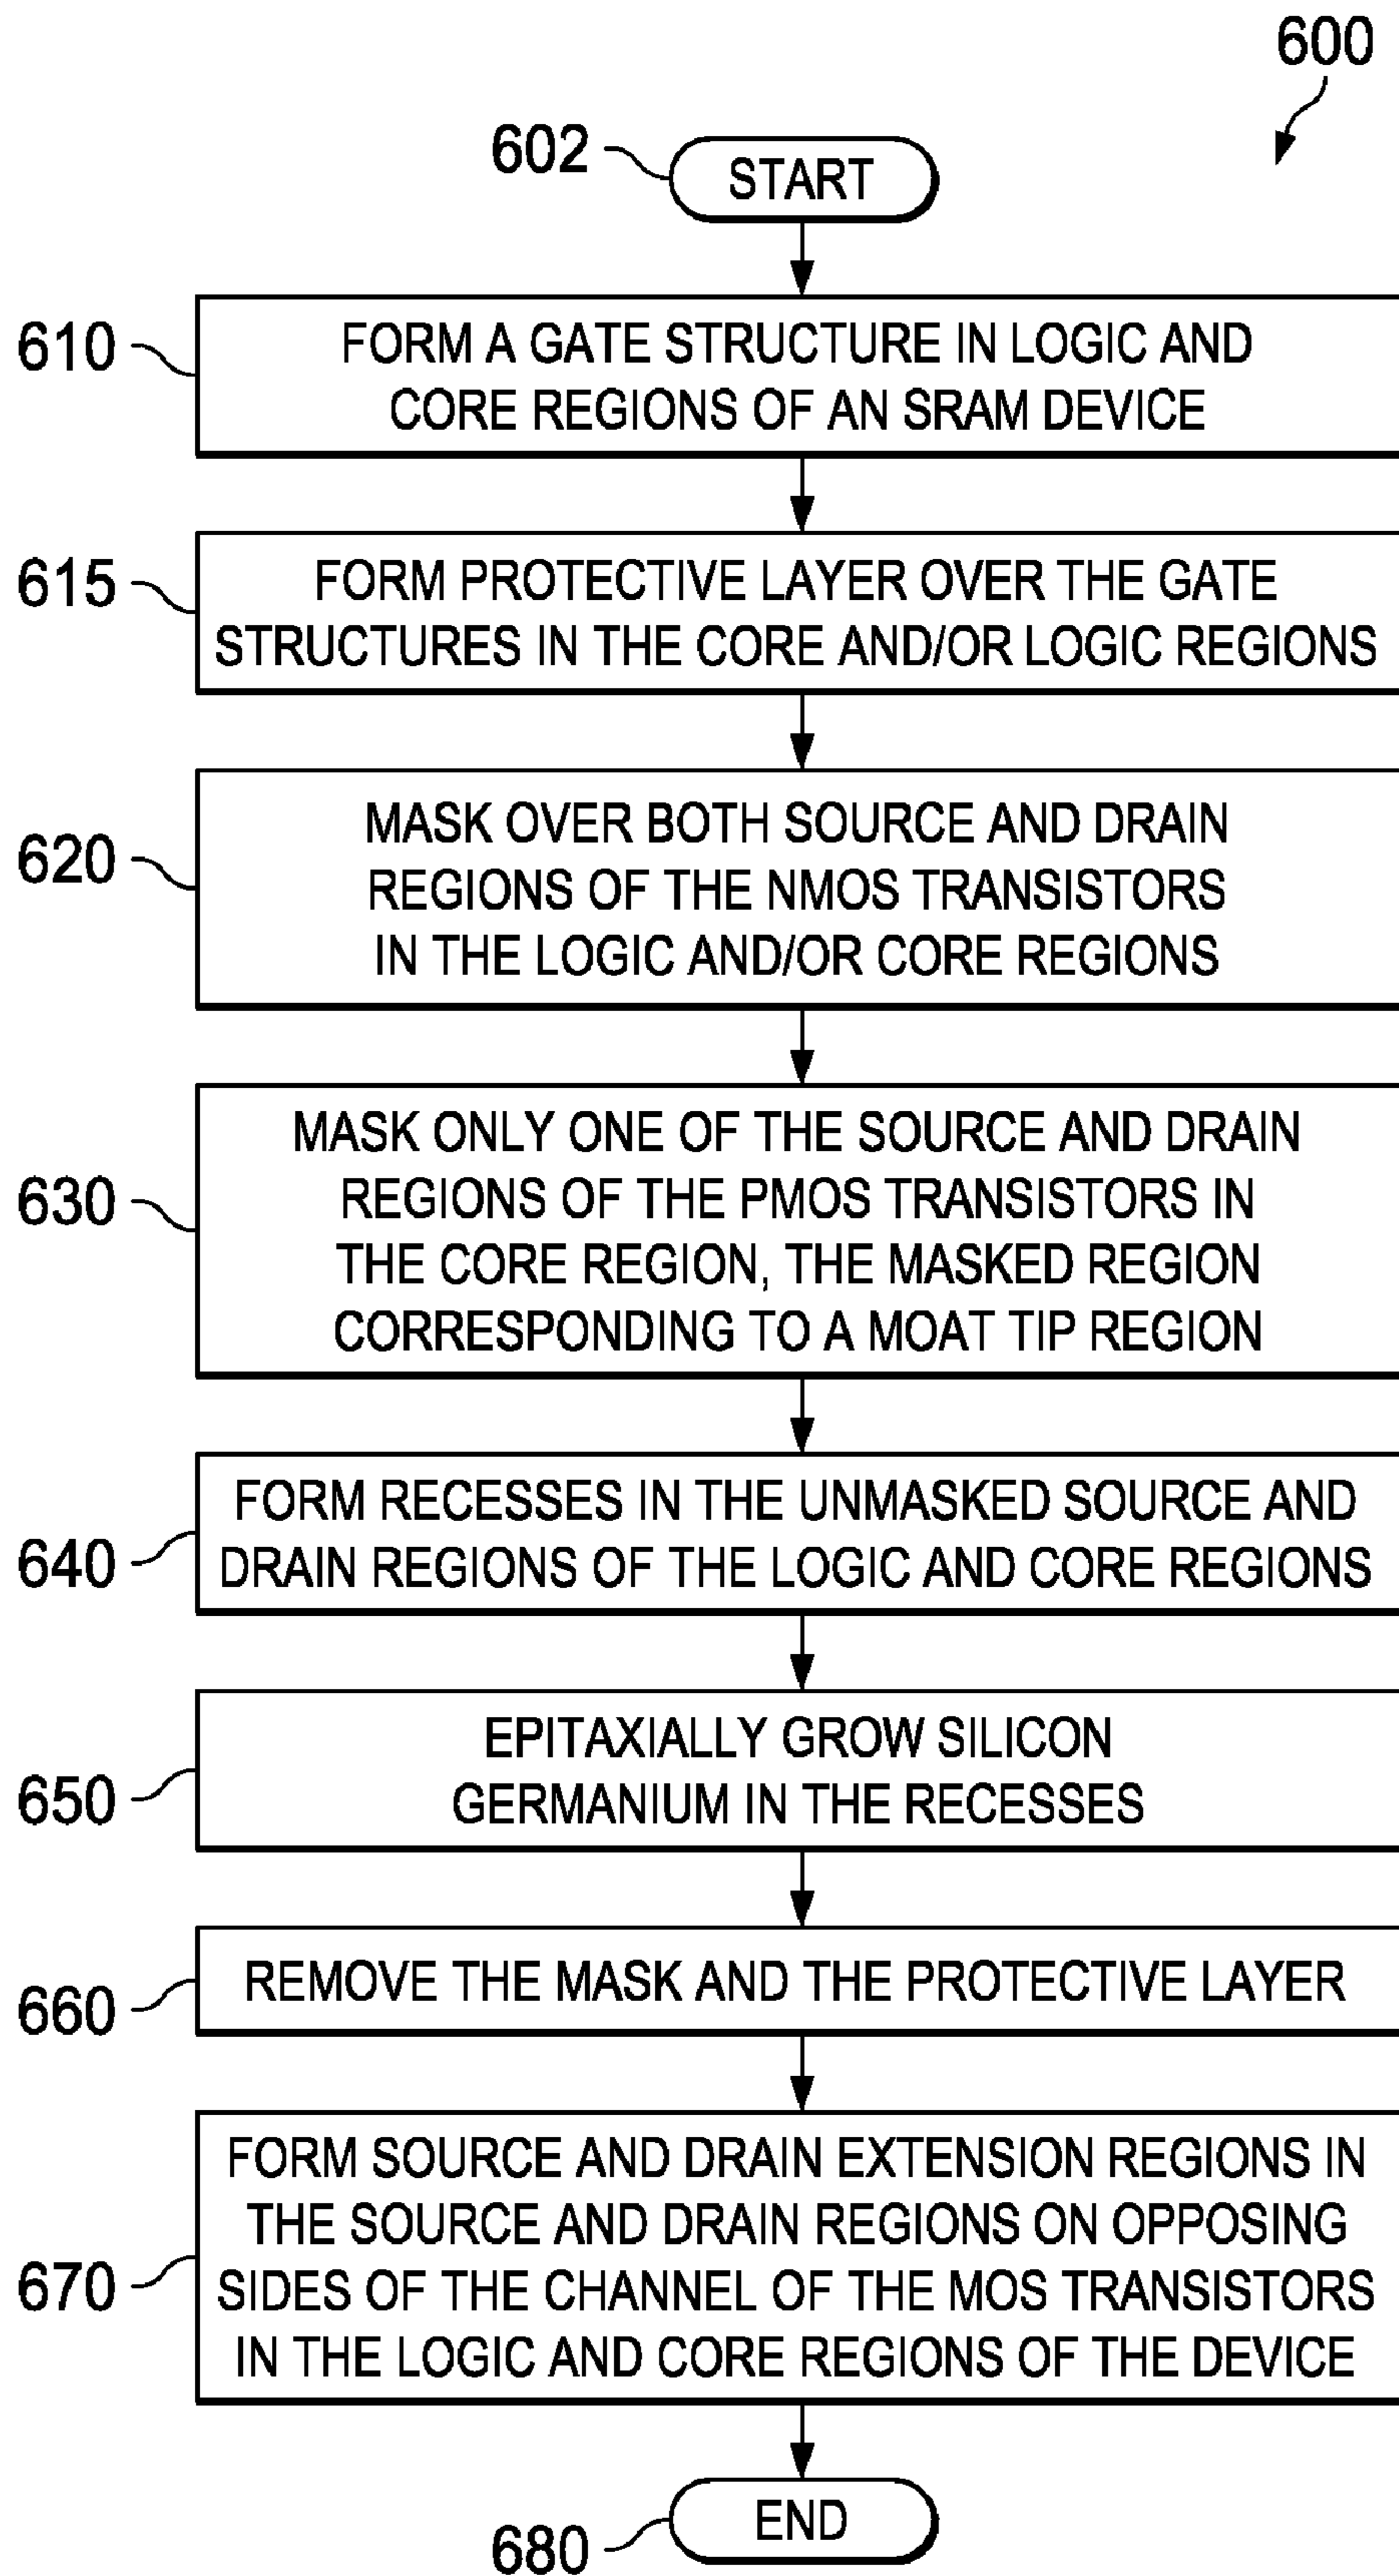 600
602
START
610
FORM A GATE STRUCTURE IN LOGIC AND
CORE REGIONS OF AN SRAM DEVICE
615
FORM PROTECTIVE LAYER OVER THE GATE
STRUCTURES IN THE CORE AND/OR LOGIC REGIONS
620
MASK OVER BOTH SOURCE AND DRAIN
REGIONS OF THE NMOS TRANSISTORS
IN THE LOGIC AND/OR CORE REGIONS
630
MASK ONLY ONE OF THE SOURCE AND DRAIN
REGIONS OF THE PMOS TRANSISTORS IN
THE CORE REGION, THE MASKED REGION
CORRESPONDING TO A MOAT TIP REGION
640
FORM RECESSES IN THE UNMASKED SOURCE AND
DRAIN REGIONS OF THE LOGIC AND CORE REGIONS
650
EPITAXIALLY GROW SILICON
GERMANIUM IN THE RECESSES
660
REMOVE THE MASK AND THE PROTECTIVE LAYER
670
FORM SOURCE AND DRAIN EXTENSION REGIONS IN
THE SOURCE AND DRAIN REGIONS ON OPPOSING
SIDES OF THE CHANNEL OF THE MOS TRANSISTORS
IN THE LOGIC AND CORE REGIONS OF THE DEVICE
680
END